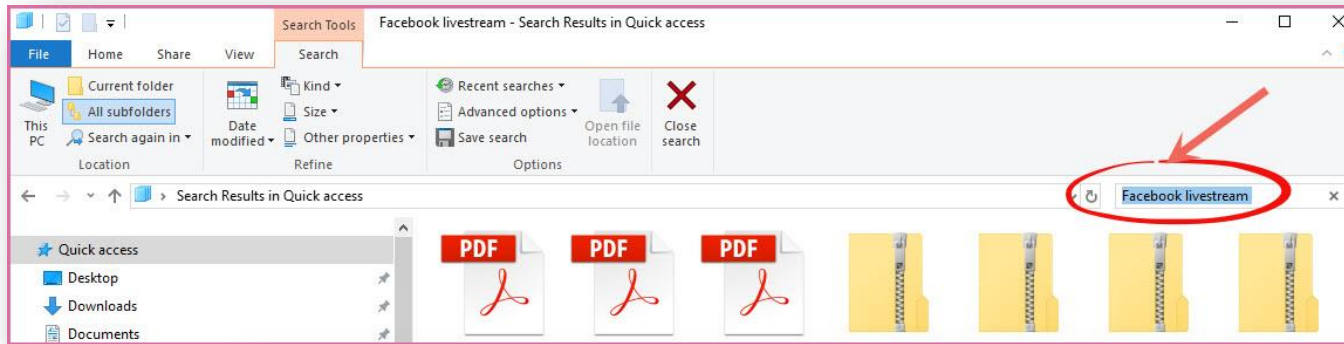 Search Tools
Facebook livestream - Search Results in Quick access
File
Home
Share
View
Search
Current folder
All subfolders
Search again in
This
PC
Location
Date
modified
Kind
Size
Other properties
Refine
Recent searches
Advanced options
Save search
Options
Open file
location
Close
search
Search Results in Quick access
Facebook livestream
Quick access
Desktop
Downloads
Documents
PDF
PDF
PDF